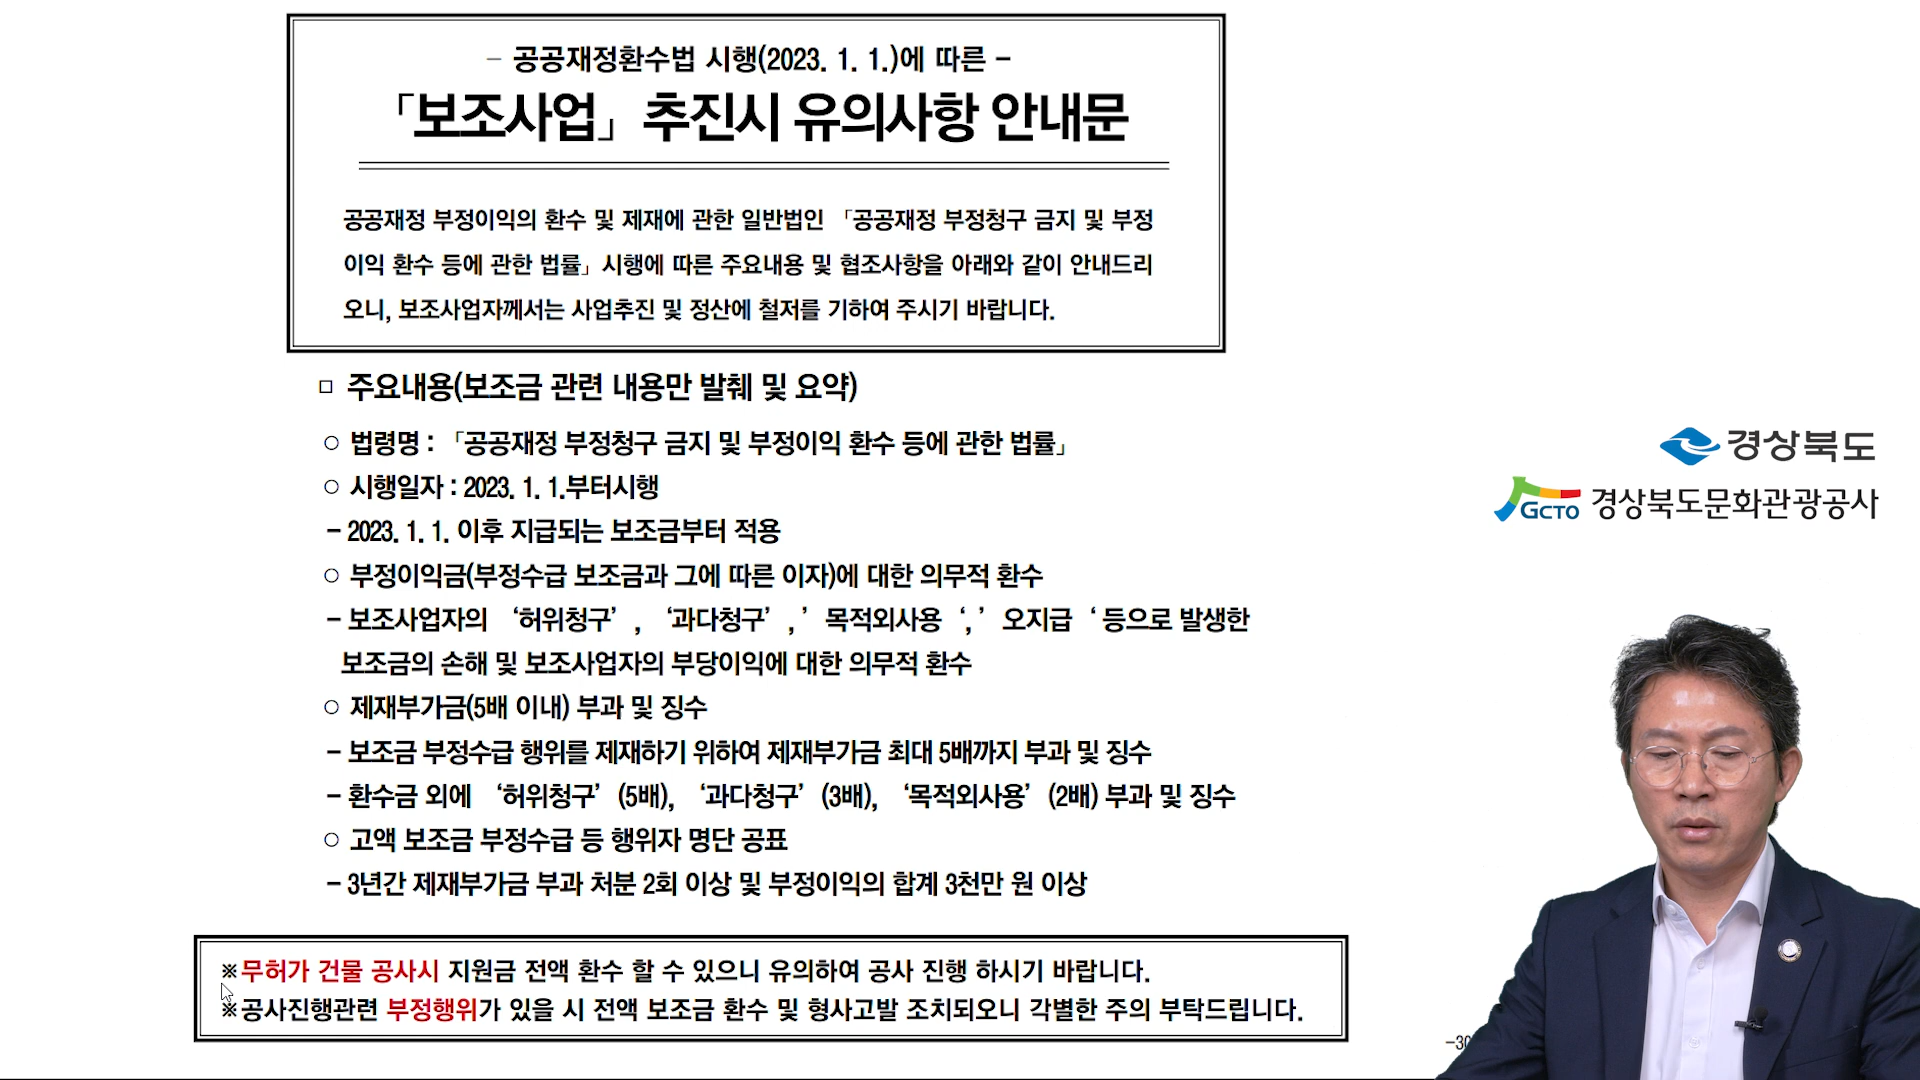 – 공공재정환수법 시행(2023. 1. 1.)에 따른 –
「보조사업」 추진시 유의사항 안내문
공공재정 부정이익의 환수 및 제재에 관한 일반법인 「공공재정 부정청구 금지 및 부정
이익 환수 등에 관한 법률」시행에 따른 주요내용 및 협조사항을 아래와 같이 안내드리
오니, 보조사업자께서는 사업추진 및 정산에 철저를 기하여 주시기 바랍니다.
□ 주요내용(보조금 관련 내용만 발췌 및 요약)
○ 법령명 : 「공공재정 부정청구 금지 및 부정이익 환수 등에 관한 법률」
○ 시행일자 : 2023. 1. 1.부터시행
– 2023. 1. 1. 이후 지급되는 보조금부터 적용
○ 부정이익금(부정수급 보조금과 그에 따른 이자)에 대한 의무적 환수
– 보조사업자의 ‘허위청구’, ‘과다청구’, ’목적외사용‘, ’오지급‘ 등으로 발생한
보조금의 손해 및 보조사업자의 부당이익에 대한 의무적 환수
○ 제재부가금(5배 이내) 부과 및 징수
– 보조금 부정수급 행위를 제재하기 위하여 제재부가금 최대 5배까지 부과 및 징수
– 환수금 외에 ‘허위청구’(5배), ‘과다청구’(3배), ‘목적외사용’(2배) 부과 및 징수
○ 고액 보조금 부정수급 등 행위자 명단 공표
– 3년간 제재부가금 부과 처분 2회 이상 및 부정이익의 합계 3천만 원 이상
※무허가 건물 공사시 지원금 전액 환수 할 수 있으니 유의하여 공사 진행 하시기 바랍니다.
※공사진행관련 부정행위가 있을 시 전액 보조금 환수 및 형사고발 조치되오니 각별한 주의 부탁드립니다.
경상북도
GCTO 경상북도문화관광공사